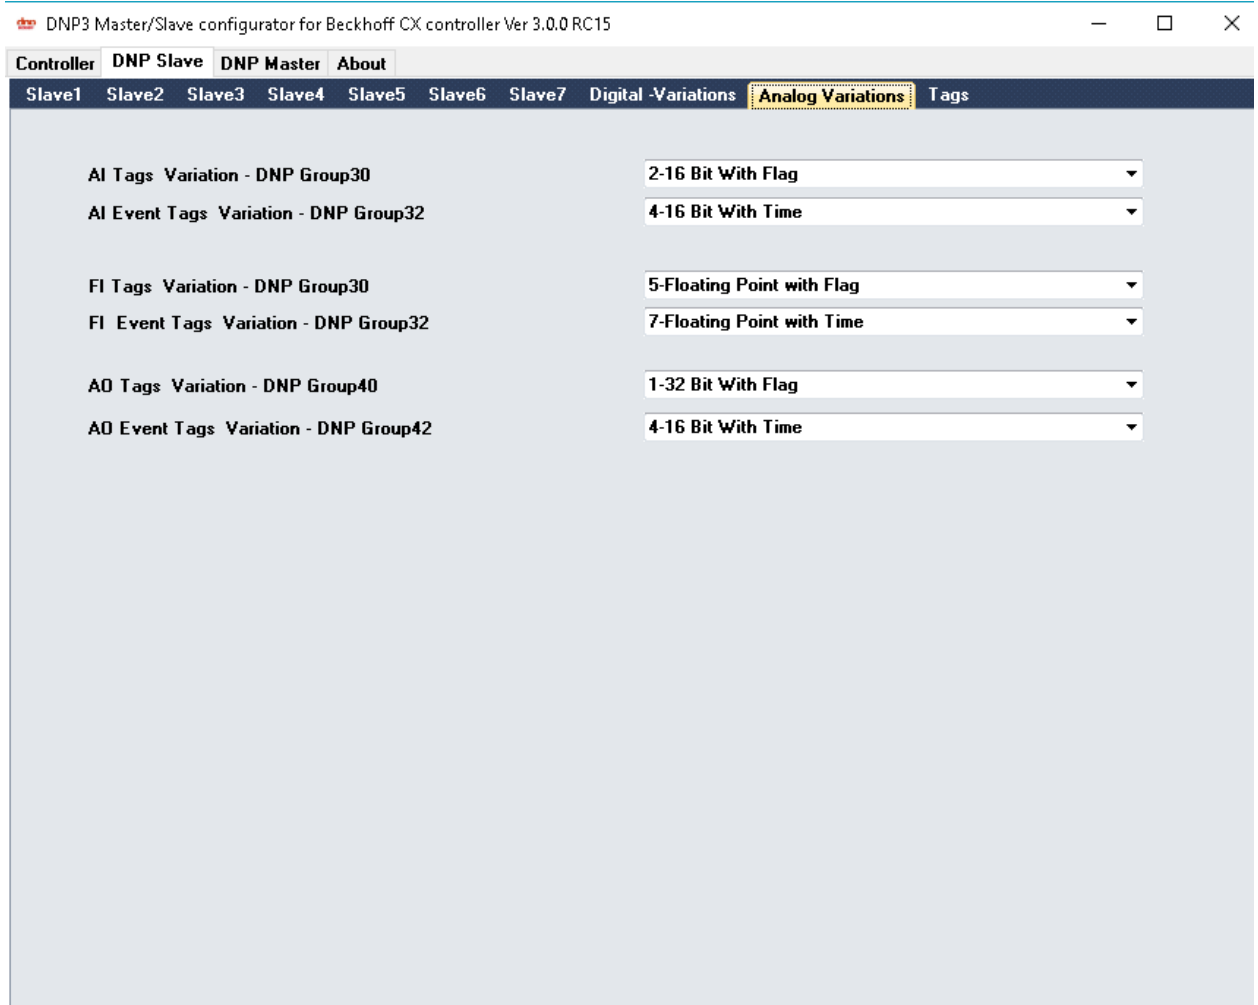 DNP3 Master/Slave configurator for Beckhoff CX controller Ver 3.0.0 RC15
Controller DNP Slave DNP Master About
Slave1 Slave2 Slave3 Slave4 Slave5 Slave6 Slave7 Digital -Variations Analog Variations Tags
AI Tags Variation - DNP Group30 2-16 Bit With Flag
AI Event Tags Variation - DNP Group32 4-16 Bit With Time
FI Tags Variation - DNP Group30 5-Floating Point with Flag
FI Event Tags Variation - DNP Group32 7-Floating Point with Time
AO Tags Variation - DNP Group40 1-32 Bit With Flag
AO Event Tags Variation - DNP Group42 4-16 Bit With Time